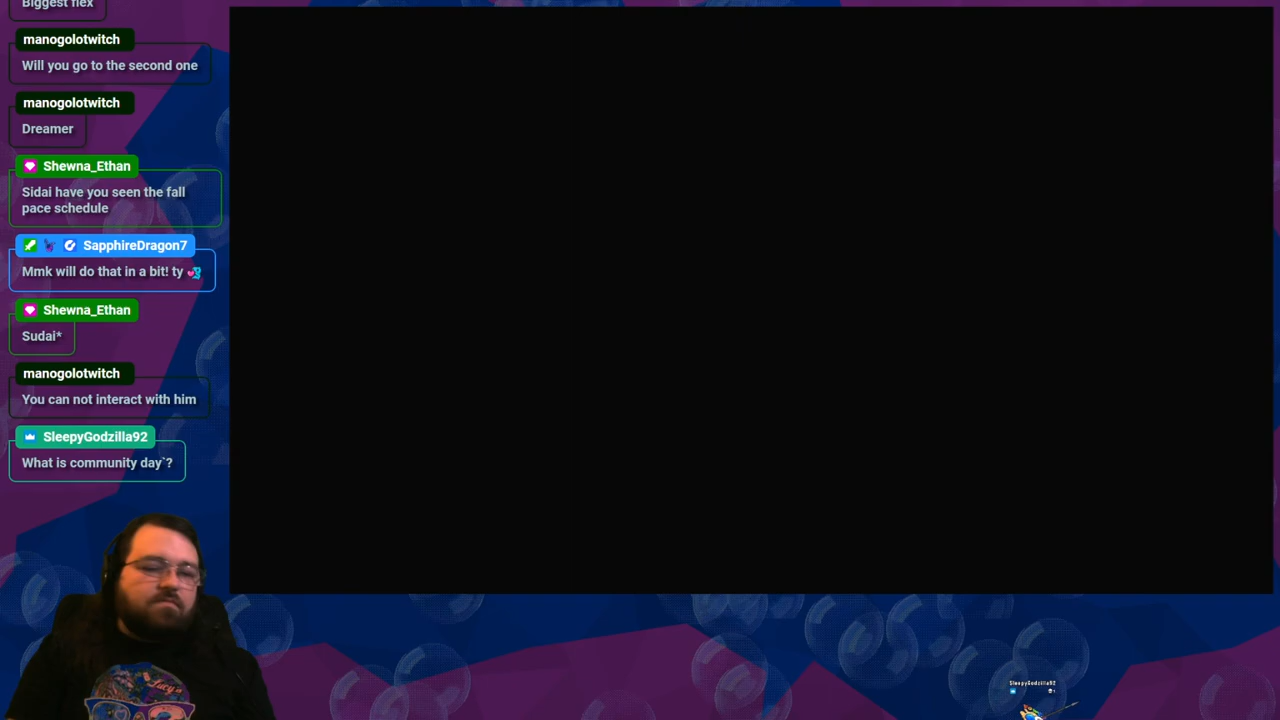 Biggest flex
manogolotwitch
Will you go to the second one
manogolotwitch
Dreamer
Shewna_Ethan
Sidai have you seen the fall
pace schedule
SapphireDragon7
Mmk will do that in a bit! ty
Shewna_Ethan
Sudai*
manogolotwitch
You can not interact with him
SleepyGodzilla92
What is community day`?
SleepyGodzilla92